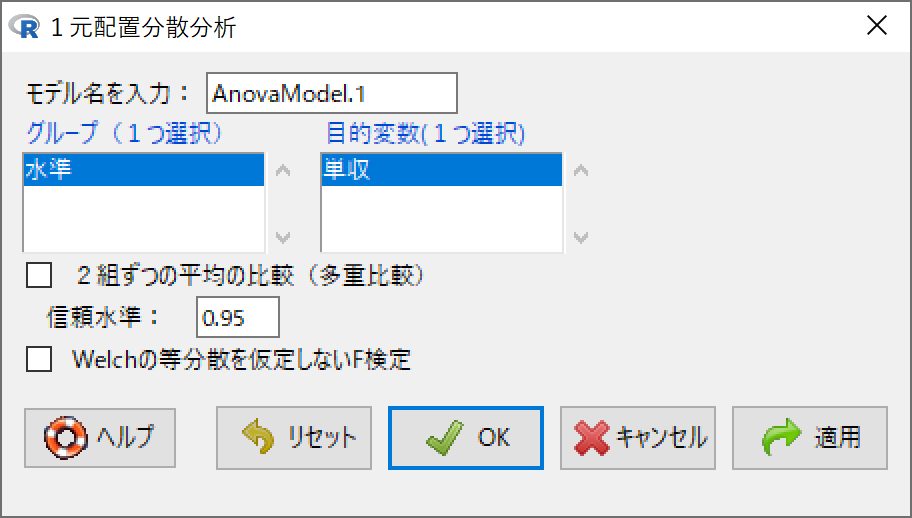 R １元配置分散分析
モデル名を入力： AnovaModel.1
グループ（１つ選択） 目的変数(１つ選択)
水準 単収
２組ずつの平均の比較（多重比較）
信頼水準： 0.95
Welchの等分散を仮定しないF検定
ヘルプ リセット OK キャンセル 適用